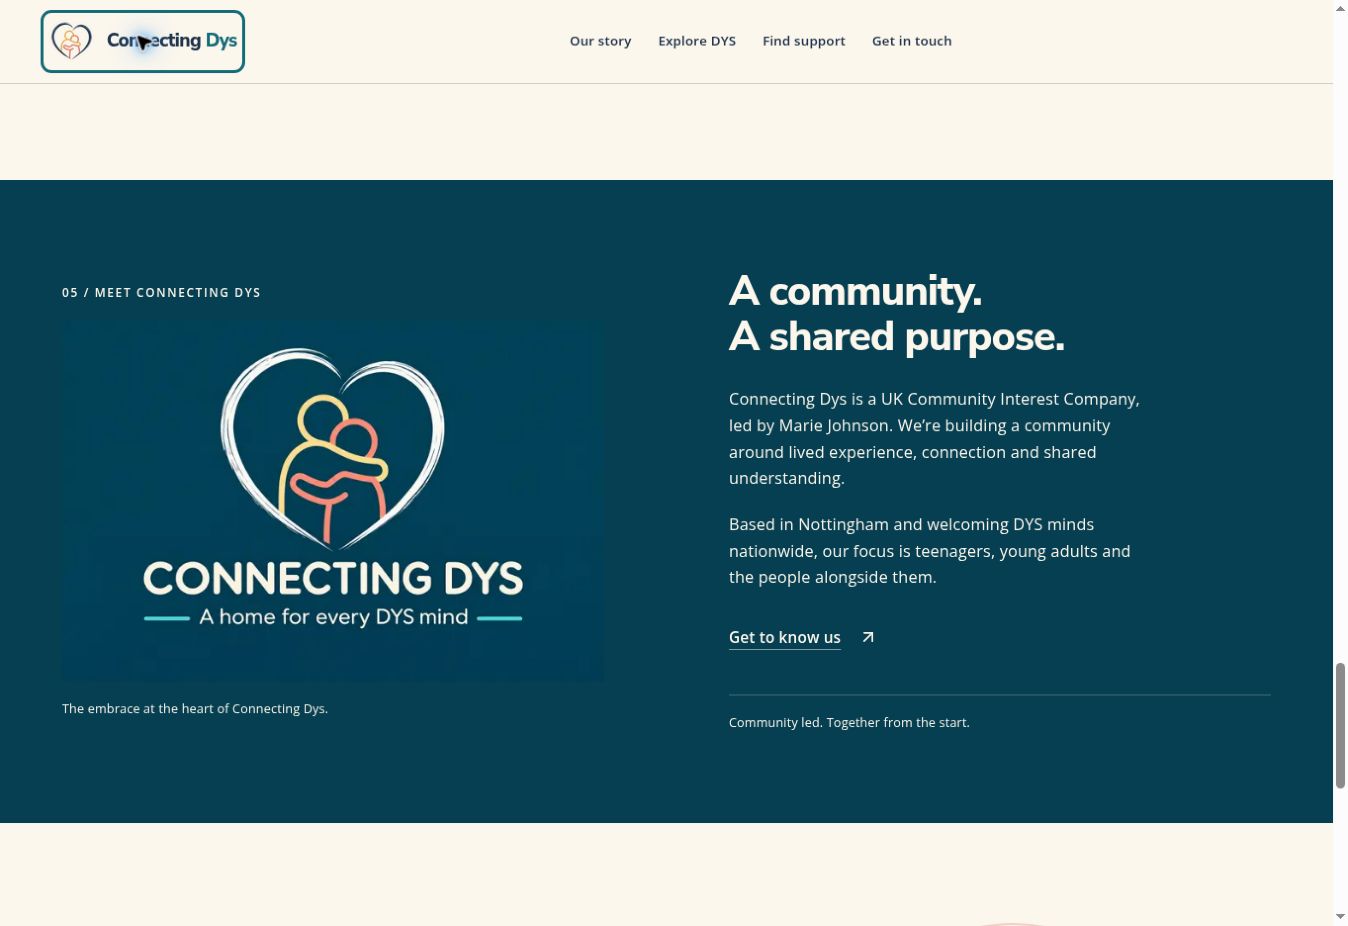 Connecting Dys
Our story
Explore DYS
Find support
Get in touch
05 / MEET CONNECTING DYS
CONNECTING DYS
A home for every DYS mind
The embrace at the heart of Connecting Dys.
A community.
A shared purpose.
Connecting Dys is a UK Community Interest Company,
led by Marie Johnson. We’re building a community
around lived experience, connection and shared
understanding.
Based in Nottingham and welcoming DYS minds
nationwide, our focus is teenagers, young adults and
the people alongside them.
Get to know us
Community led. Together from the start.